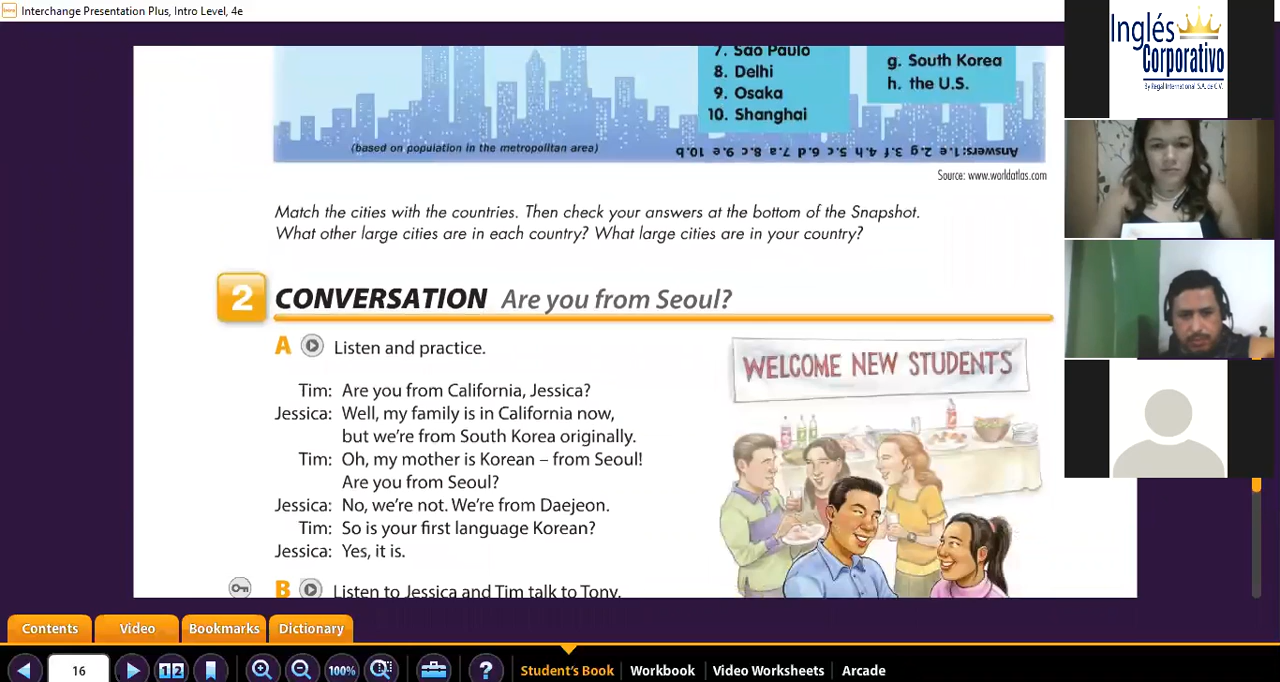 Interchange Presentation Plus, Intro Level, 4e
7. São Paulo
8. Delhi
9. Osaka
10. Shanghai
g. South Korea
h. the U.S.
(based on population in the metropolitan area)
Answers: 1. e 2. g 3. f 4. h 5. c 6. d 7. a 8. c 9. e 10. b
Source: www.worldatlas.com
Match the cities with the countries. Then check your answers at the bottom of the Snapshot.
What other large cities are in each country? What large cities are in your country?
2 CONVERSATION Are you from Seoul?
A Listen and practice.
Tim: Are you from California, Jessica?
Jessica: Well, my family is in California now,
but we're from South Korea originally.
Tim: Oh, my mother is Korean – from Seoul!
Are you from Seoul?
Jessica: No, we're not. We're from Daejeon.
Tim: So is your first language Korean?
Jessica: Yes, it is.
B Listen to Jessica and Tim talk to Tony,
WELCOME NEW STUDENTS
Inglés
Corporativo
By Regal International S.A. de C.V.
Contents Video Bookmarks Dictionary
16 1 2 100% ? Student's Book Workbook Video Worksheets Arcade